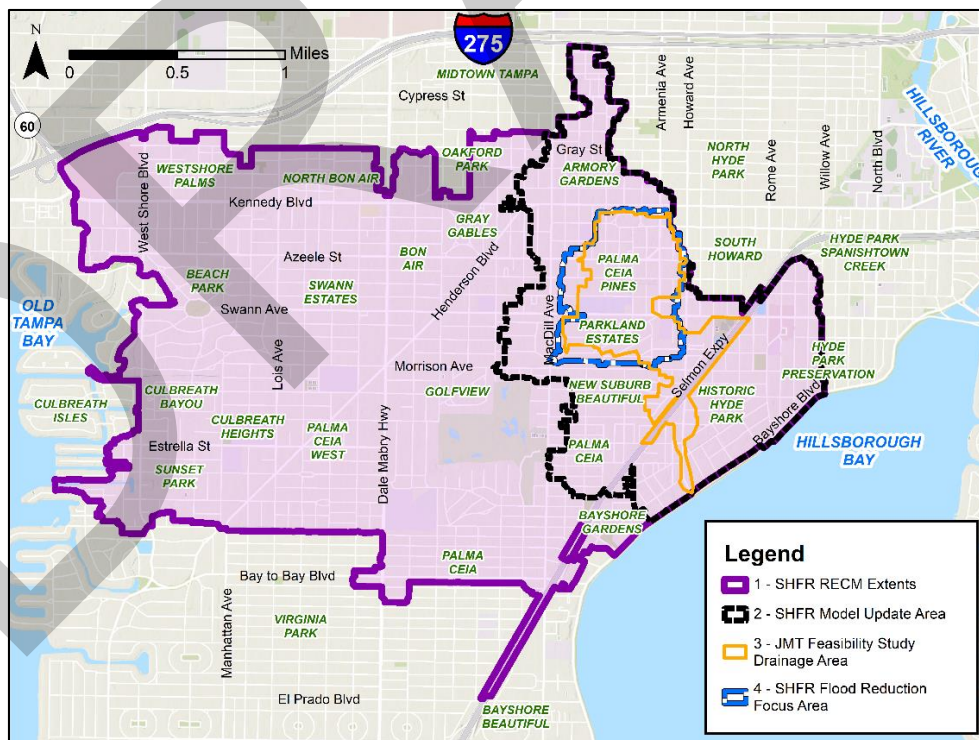 N
Miles
0
0.5
1
275
MIDTOWN TAMPA
Cypress St
Armenia Ave
Howard Ave
HILLSBOROUGH
RIVER
60
West Shore Blvd
WESTSHORE
PALMS
NORTH BON AIR
OAKFORD
PARK
Gray St
ARMORY
GARDENS
NORTH
HYDE
PARK
Rome Ave
Willow Ave
North Blvd
Kennedy Blvd
GRAY
GABLES
Azeele St
BON
AIR
Henderson Blvd
PALMA
CEIA
PINES
SOUTH
HOWARD
HYDE PARK
SPANISHTOWN
CREEK
BEACH
PARK
SWANN
ESTATES
Swann Ave
OLD
TAMPA
BAY
MacDill Ave
PARKLAND
ESTATES
Lois Ave
Morrison Ave
Selmon Expy
HYDE
PARK
PRESERVATION
CULBREATH
ISLES
CULBREATH
BAYOU
GOLFVIEW
NEW SUBURB
BEAUTIFUL
HISTORIC
HYDE
PARK
Bayshore Blvd
CULBREATH
HEIGHTS
PALMA
CEIA
WEST
Dale Mabry Hwy
PALMA
CEIA
HILLSBOROUGH
BAY
Estrella St
SUNSET
PARK
BAYSHORE
GARDENS
PALMA
CEIA
Bay to Bay Blvd
Manhattan Ave
VIRGINIA
PARK
El Prado Blvd
BAYSHORE
BEAUTIFUL
Legend
1 - SHFR RECM Extents
2 - SHFR Model Update Area
3 - JMT Feasibility Study
Drainage Area
4 - SHFR Flood Reduction
Focus Area